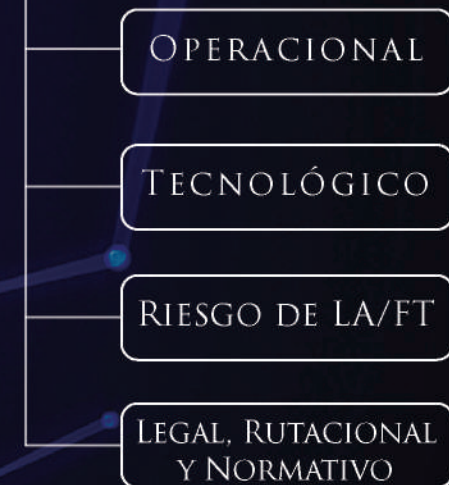 OPERACIONAL
TECNOLÓGICO
RIESGO DE LA/FT
LEGAL, RUTACIONAL
Y NORMATIVO